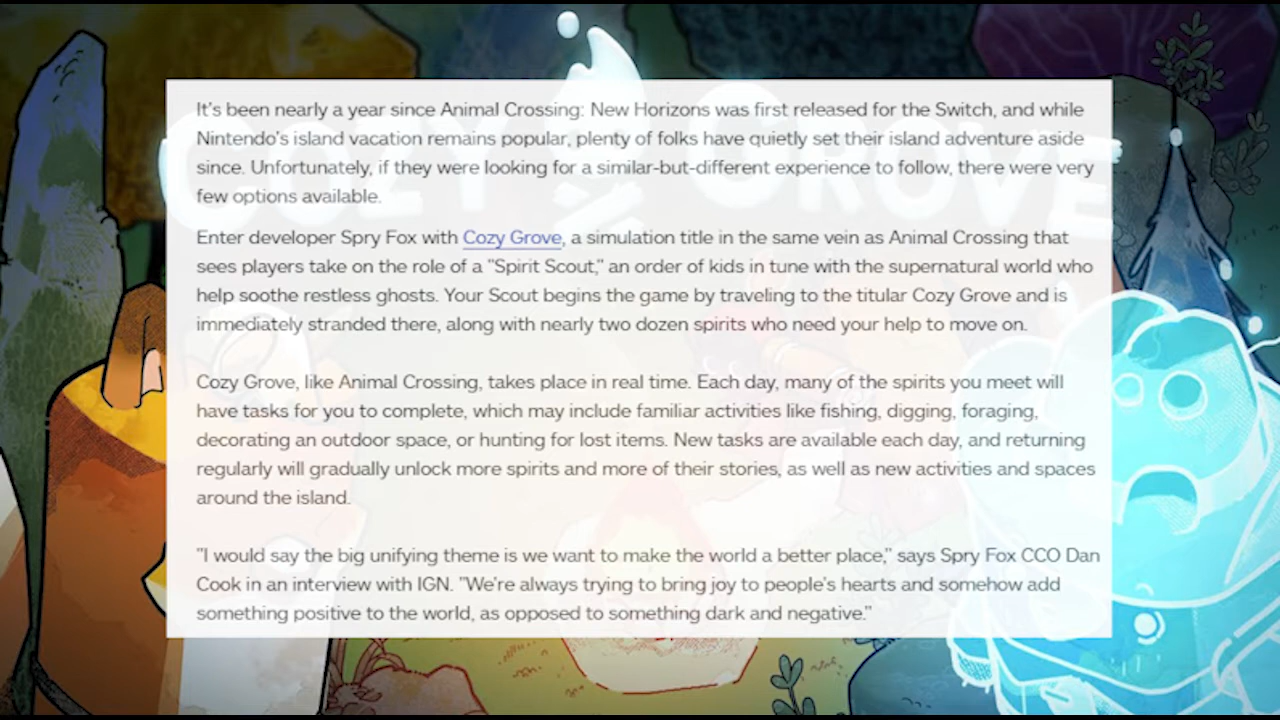 COZY GROVE
It's been nearly a year since Animal Crossing: New Horizons was first released for the Switch, and while
Nintendo's island vacation remains popular, plenty of folks have quietly set their island adventure aside
since. Unfortunately, if they were looking for a similar-but-different experience to follow, there were very
few options available.
Enter developer Spry Fox with Cozy Grove, a simulation title in the same vein as Animal Crossing that
sees players take on the role of a "Spirit Scout," an order of kids in tune with the supernatural world who
help soothe restless ghosts. Your Scout begins the game by traveling to the titular Cozy Grove and is
immediately stranded there, along with nearly two dozen spirits who need your help to move on.
Cozy Grove, like Animal Crossing, takes place in real time. Each day, many of the spirits you meet will
have tasks for you to complete, which may include familiar activities like fishing, digging, foraging,
decorating an outdoor space, or hunting for lost items. New tasks are available each day, and returning
regularly will gradually unlock more spirits and more of their stories, as well as new activities and spaces
around the island.
"I would say the big unifying theme is we want to make the world a better place," says Spry Fox CCO Dan
Cook in an interview with IGN. "We're always trying to bring joy to people's hearts and somehow add
something positive to the world, as opposed to something dark and negative."